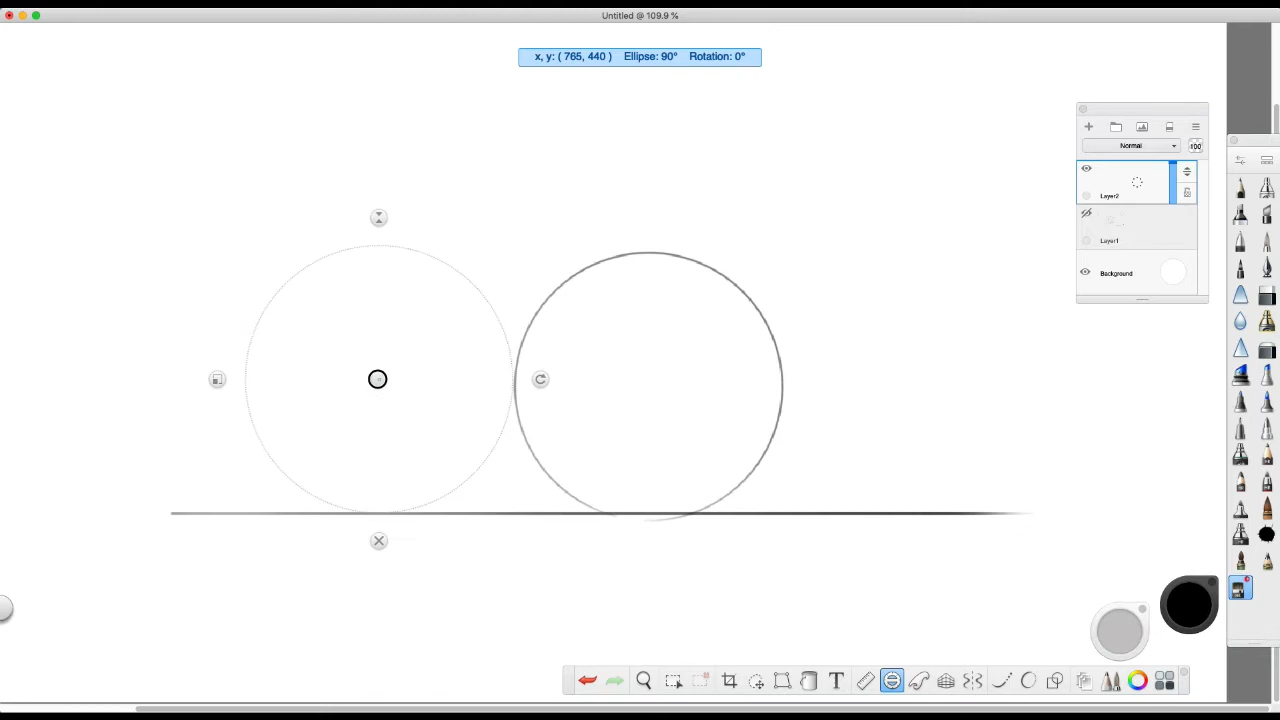 Untitled @ 109.9 %
x, y: ( 765, 440 ) Ellipse: 90° Rotation: 0°
Normal
100
Layer2
Layer1
Background
T